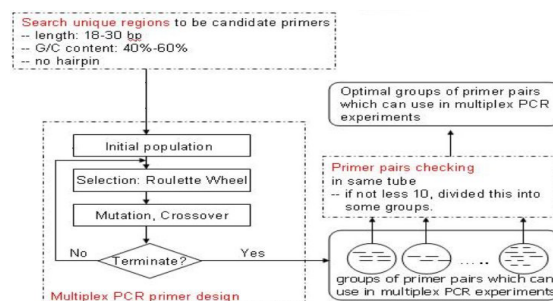 Search unique regions to be candidate primers
-- length: 18-30 bp
-- G/C content: 40%-60%
-- no hairpin
Initial population
Selection: Roulette Wheel
Mutation, Crossover
No
Terminate?
Yes
Multiplex PCR primer design
Optimal groups of primer pairs
which can use in multiplex PCR
experiments
Primer pairs checking
in same tube
-- if not less 10, divided this into
some groups.
.. ..
groups of primer pairs which can
use in multiplex PCR experiments